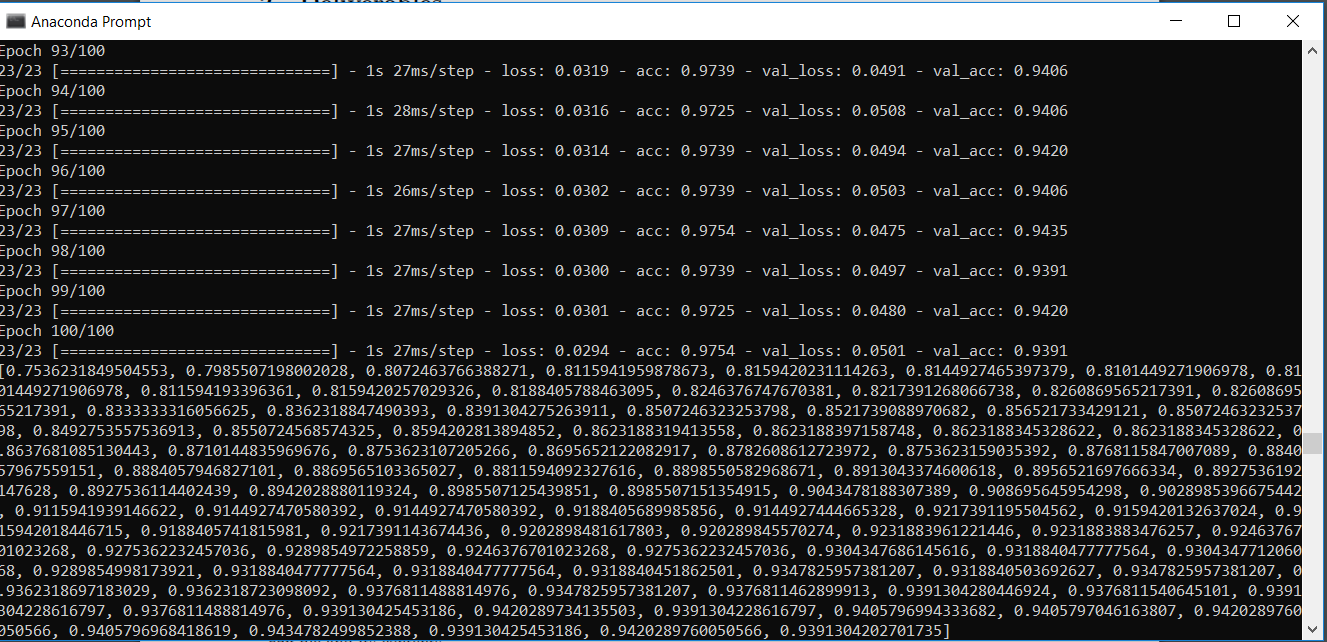 Anaconda Prompt
Epoch 93/100
23/23 [==============================] - 1s 27ms/step - loss: 0.0319 - acc: 0.9739 - val_loss: 0.0491 - val_acc: 0.9406
Epoch 94/100
23/23 [==============================] - 1s 28ms/step - loss: 0.0316 - acc: 0.9725 - val_loss: 0.0508 - val_acc: 0.9406
Epoch 95/100
23/23 [==============================] - 1s 27ms/step - loss: 0.0314 - acc: 0.9739 - val_loss: 0.0494 - val_acc: 0.9420
Epoch 96/100
23/23 [==============================] - 1s 26ms/step - loss: 0.0302 - acc: 0.9739 - val_loss: 0.0503 - val_acc: 0.9406
Epoch 97/100
23/23 [==============================] - 1s 27ms/step - loss: 0.0309 - acc: 0.9754 - val_loss: 0.0475 - val_acc: 0.9435
Epoch 98/100
23/23 [==============================] - 1s 27ms/step - loss: 0.0300 - acc: 0.9739 - val_loss: 0.0497 - val_acc: 0.9391
Epoch 99/100
23/23 [==============================] - 1s 27ms/step - loss: 0.0301 - acc: 0.9725 - val_loss: 0.0480 - val_acc: 0.9420
Epoch 100/100
23/23 [==============================] - 1s 27ms/step - loss: 0.0294 - acc: 0.9754 - val_loss: 0.0501 - val_acc: 0.9391
[0.7536231849504553, 0.7985507198002028, 0.8072463766388271, 0.8115941959878673, 0.8159420231114263, 0.8144927465397379, 0.8101449271906978, 0.81
01449271906978, 0.811594193396361, 0.8159420257029326, 0.8188405788463095, 0.8246376747670381, 0.8217391268066738, 0.8260869565217391, 0.82608695
65217391, 0.8333333316056625, 0.8362318847490393, 0.839130427526391​1, 0.8507246323253798, 0.8521739088970682, 0.856521733429121, 0.85072463232537
98, 0.8492753557536913, 0.8550724568574325, 0.8594202813894852, 0.8623188319413558, 0.8623188397158748, 0.8623188345328622, 0.8623188345328622, 0
.8637681085130443, 0.8710144835969676, 0.8753623107205266, 0.8695652122082917, 0.8782608612723972, 0.8753623159035392, 0.8768115847007089, 0.8840
57967559151, 0.8884057946827101, 0.8869565103365027, 0.8811594092327616, 0.8898550582968671, 0.8913043374600618, 0.8956521697666334, 0.8927536192
147628, 0.8927536114402439, 0.8942028880119324, 0.8985507125439851, 0.8985507151354915, 0.9043478188307389, 0.908695645954298, 0.9028985396675442
, 0.9115941939146622, 0.9144927470580392, 0.9144927470580392, 0.9188405689985856, 0.9144927444665328, 0.9217391195504562, 0.9159420132637024, 0.9
15942018446715, 0.9188405741815981, 0.9217391143674436, 0.9202898481617803, 0.920289845570274, 0.9231883961221446, 0.9231883883476257, 0.92463767
01023268, 0.9275362232457036, 0.9289854972258859, 0.9246376701023268, 0.9275362232457036, 0.9304347686145616, 0.9318840477777564, 0.9304347712060
68, 0.9289854998173921, 0.9318840477777564, 0.9318840477777564, 0.9318840451862501, 0.9347825957381207, 0.9318840503692627, 0.9347825957381207, 0
.9362318697183029, 0.9362318723098092, 0.9376811488814976, 0.9347825957381207, 0.9376811462899913, 0.9391304280446924, 0.9376811540645101, 0.9391
304228616797, 0.9376811488814976, 0.939130425453186, 0.9420289734135503, 0.9391304228616797, 0.9405796994333682, 0.9405797046163807, 0.9420289760
050566, 0.9405796968418619, 0.9434782499852388, 0.939130425453186, 0.9420289760050566, 0.9391304202701735]